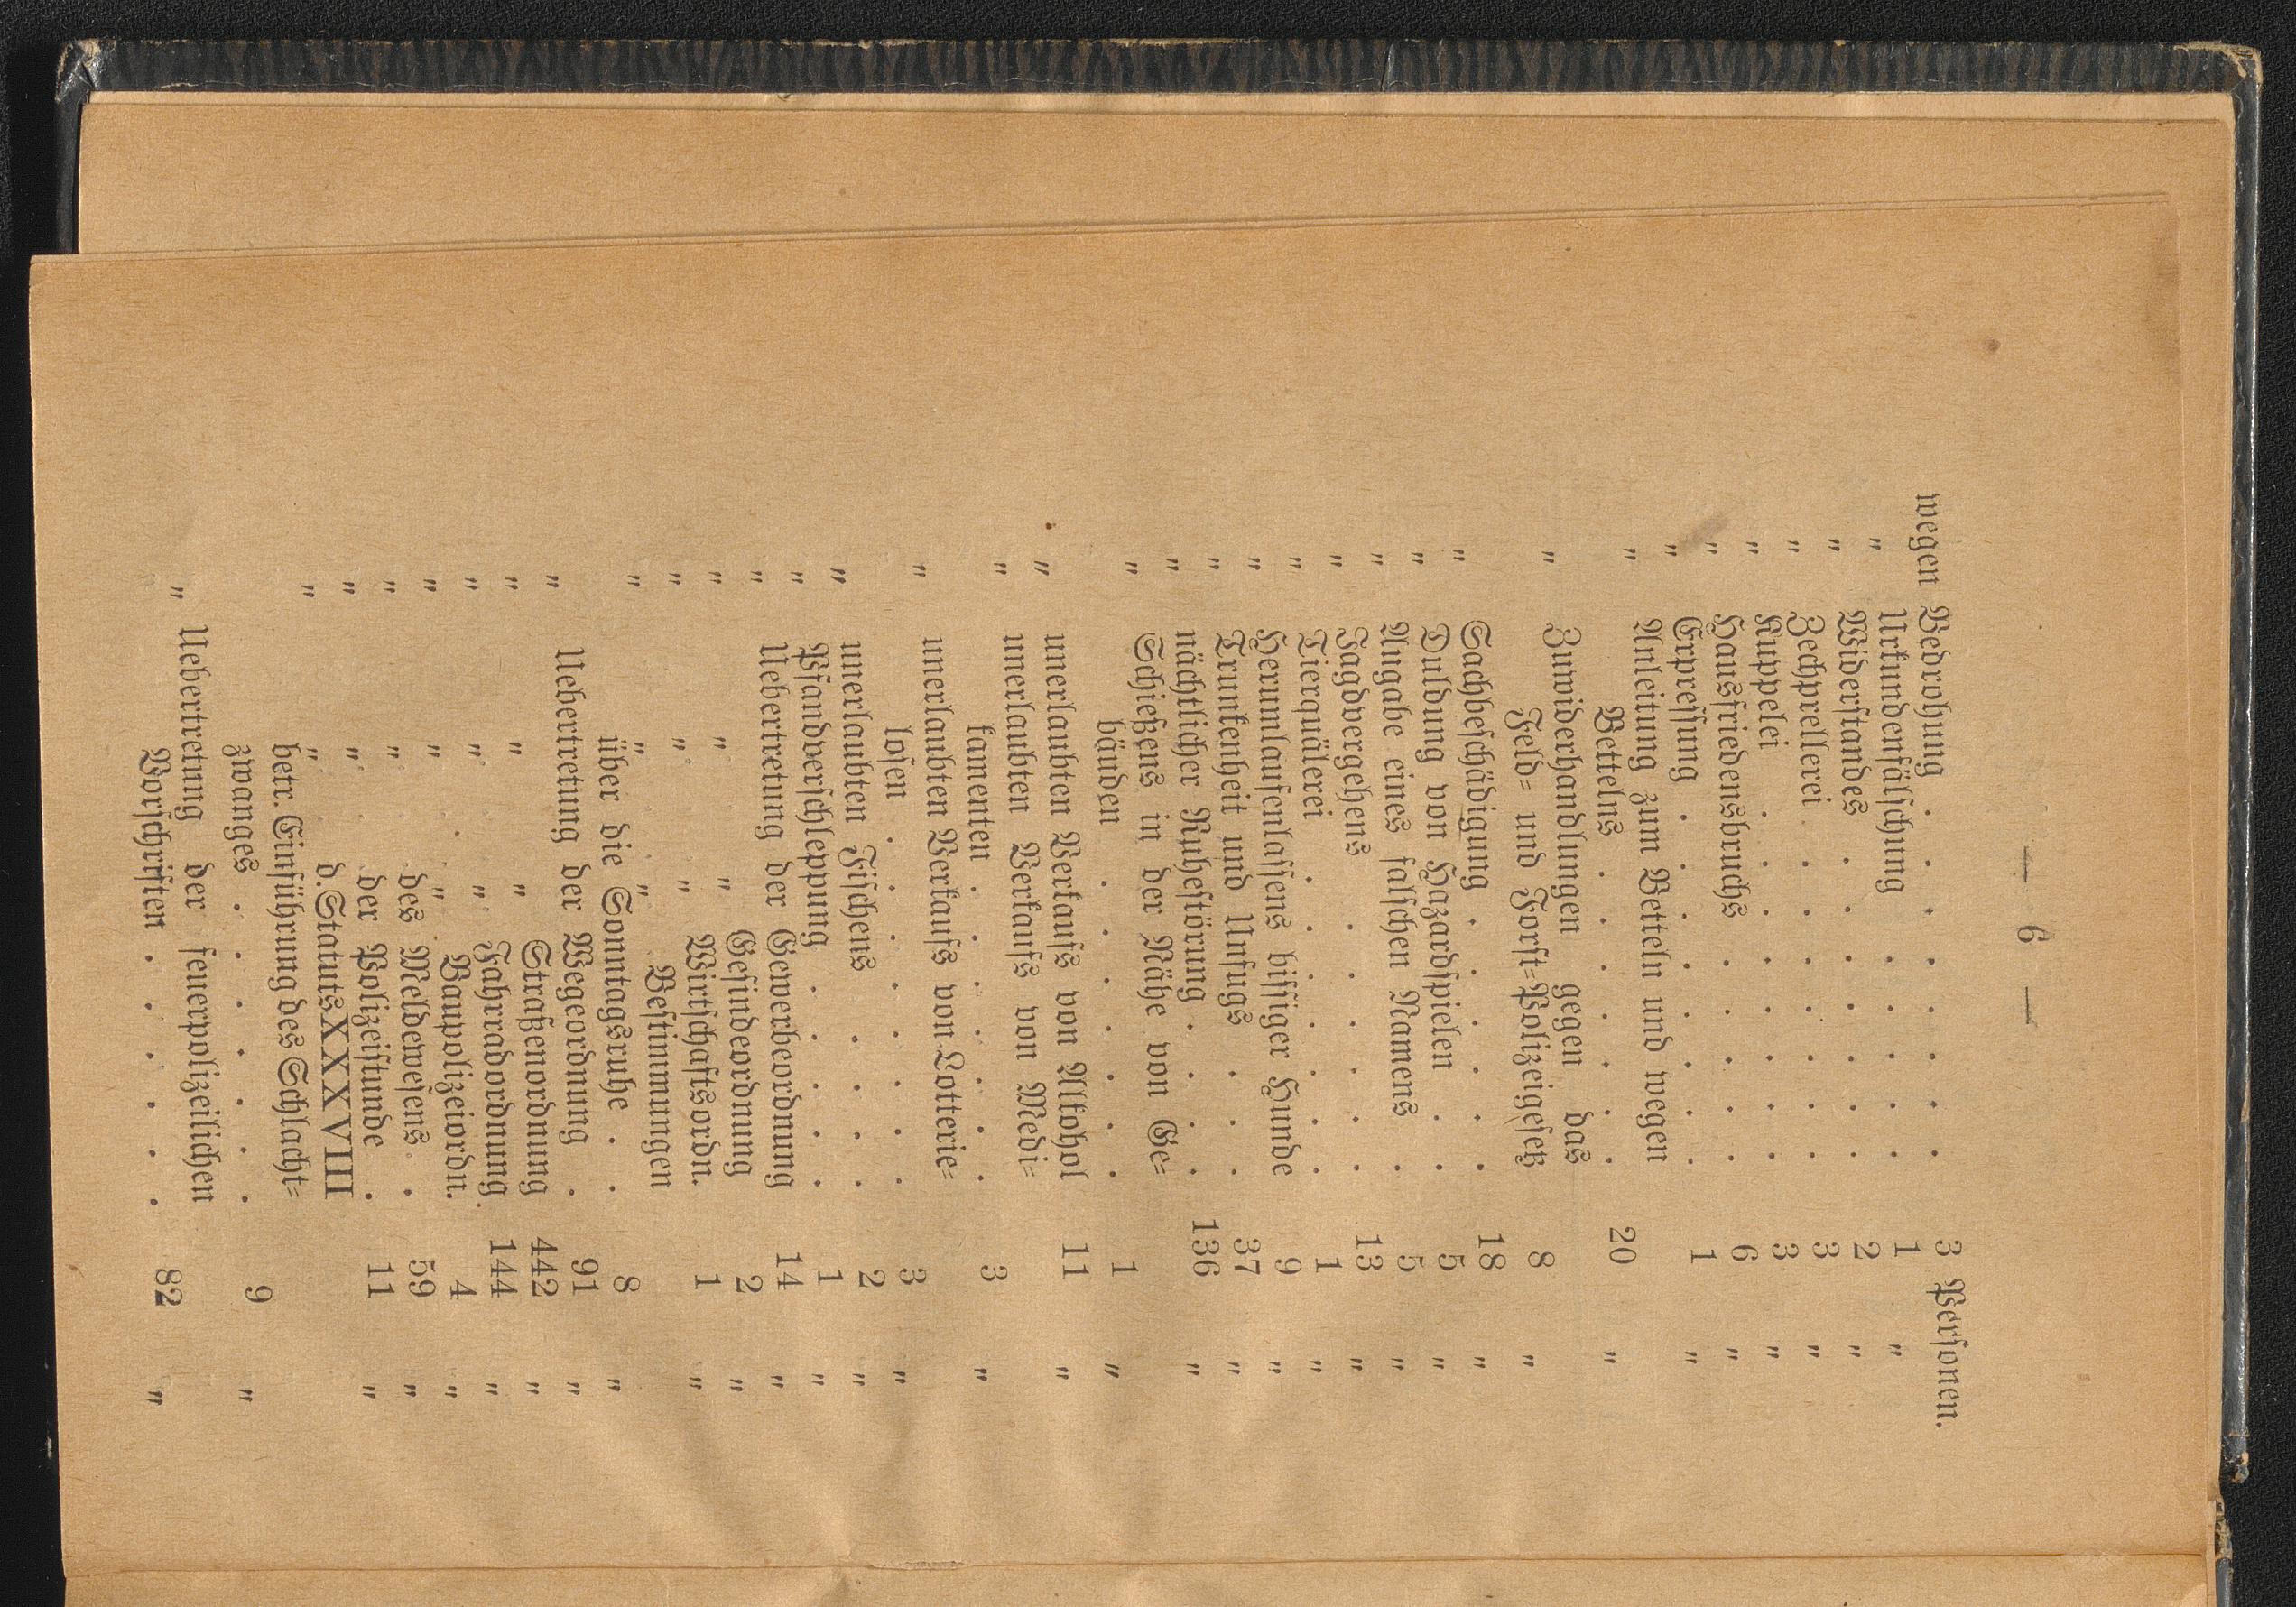 — 6 —
wegen Bedrohung . . . . . . . . 3 Personen.
" Urkundenfälschung . . . . . . 1 "
" Widerstandes . . . . . . . 2 "
" Zechprellerei . . . . . . . 3 "
" Kuppelei . . . . . . . . 3 "
" Hausfriedensbruchs . . . . . 6 "
" Erpressung . . . . . . . . 1 "
" Anleitung zum Betteln und wegen
Bettelns . . . . . . . 20 "
" Zuwiderhandlungen gegen das
Feld- und Forst-Polizeigesetz 8 "
" Sachbeschädigung . . . . . . 18 "
" Duldung von Hazardspielen . . 5 "
" Angabe eines falschen Namens . 5 "
" Jagdvergehens . . . . . . 13 "
" Tierquälerei . . . . . . . 1 "
" Herumlaufenlassens bissiger Hunde 9 "
" Trunkenheit und Unfugs . . . 37 "
" nächtlicher Ruhestörung . . . . 136 "
" Schießens in der Nähe von Ge-
bänden . . . . . . . 1 "
" unerlaubten Verkaufs von Alkohol 11 "
" unerlaubten Verkaufs von Medi-
kamenten . . . . . . . 3 "
" unerlaubten Verkaufs von Lotterie-
losen . . . . . . . . 3 "
" unerlaubten Fischens . . . . 2 "
" Pfandverschleppung . . . . . 1 "
" Uebertretung der Gewerbeordnung 14 "
" " " Gesindeordnung 2 "
" " " Wirtschaftsordn. 1 "
" " " Bestimmungen
über die Sonntagsruhe . . 8 "
" Uebertretung der Wegeordnung . 91 "
" " " Straßenordnung 442 "
" " " Fahrradordnung 144 "
" " " Baupolizeiordn. 4 "
" " des Meldewesens . . 59 "
" " der Polizeistunde . 11 "
" " d. Statuts XXXVIII
betr. Einführung des Schlacht-
zwanges . . . . . . . 9 "
" Uebertretung der feuerpolizeilichen
Vorschriften . . . . . . 82 "